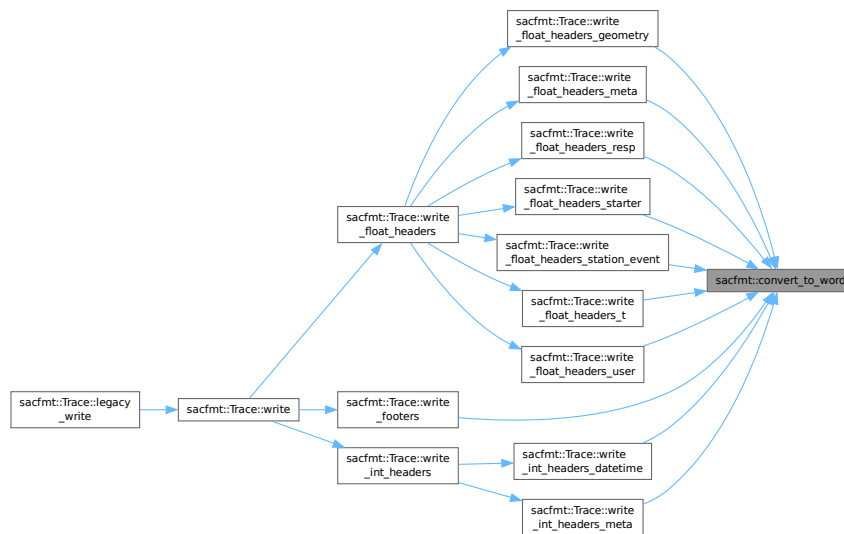 sacfmt::Trace::write
_float_headers_geometry
sacfmt::Trace::write
_float_headers_meta
sacfmt::Trace::write
_float_headers_resp
sacfmt::Trace::write
_float_headers_starter
sacfmt::Trace::write
_float_headers
sacfmt::Trace::write
_float_headers_station_event
sacfmt::convert_to_word
sacfmt::Trace::write
_float_headers_t
sacfmt::Trace::write
_float_headers_user
sacfmt::Trace::legacy
_write
sacfmt::Trace::write
sacfmt::Trace::write
_footers
sacfmt::Trace::write
_int_headers
sacfmt::Trace::write
_int_headers_datetime
sacfmt::Trace::write
_int_headers_meta